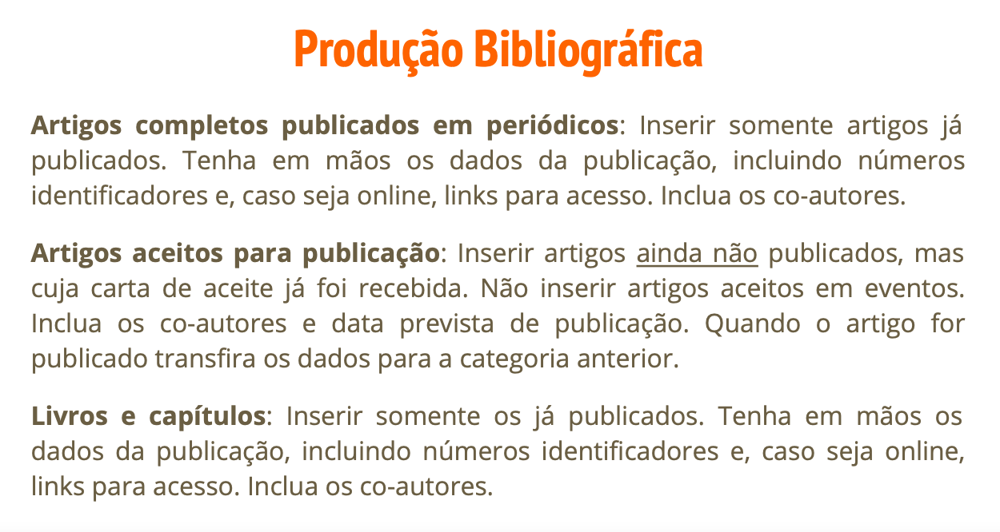 Produção Bibliográfica
Artigos completos publicados em periódicos: Inserir somente artigos já
publicados. Tenha em mãos os dados da publicação, incluindo números
identificadores e, caso seja online, links para acesso. Inclua os co-autores.
Artigos aceitos para publicação: Inserir artigos ainda não publicados, mas
cuja carta de aceite já foi recebida. Não inserir artigos aceitos em eventos.
Inclua os co-autores e data prevista de publicação. Quando o artigo for
publicado transfira os dados para a categoria anterior.
Livros e capítulos: Inserir somente os já publicados. Tenha em mãos os
dados da publicação, incluindo números identificadores e, caso seja online,
links para acesso. Inclua os co-autores.